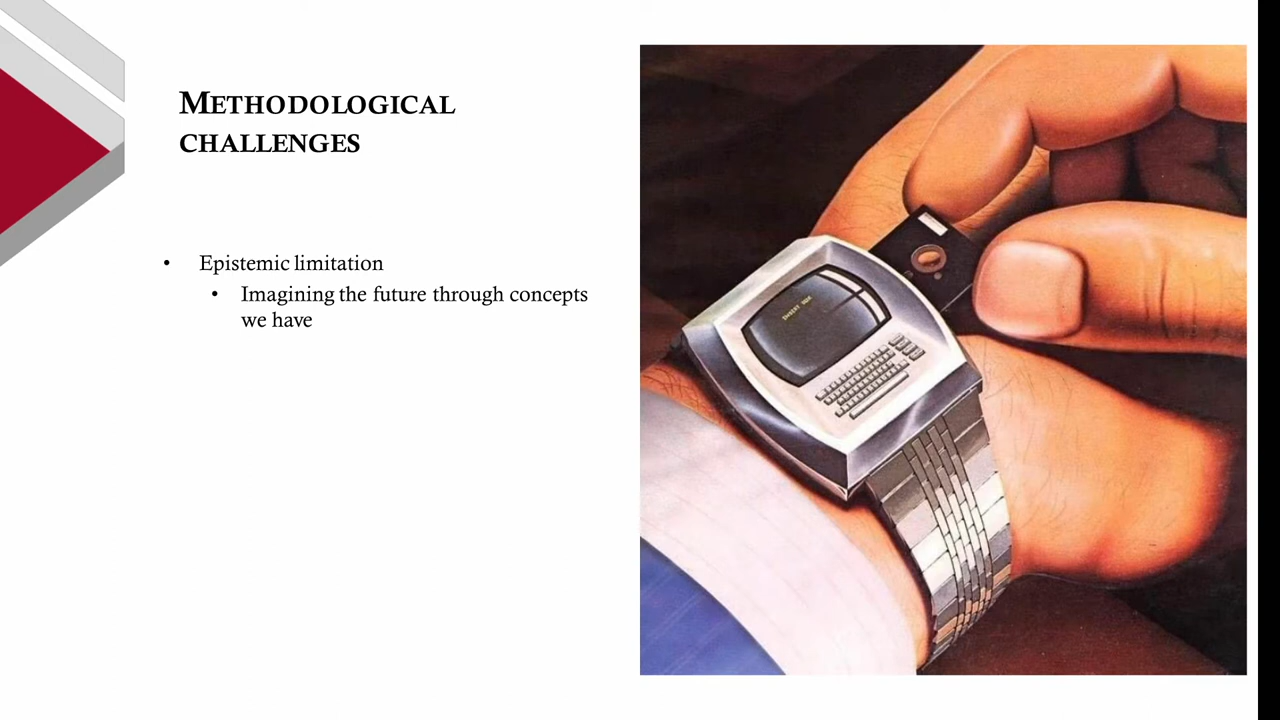 METHODOLOGICAL
CHALLENGES
• Epistemic limitation
• Imagining the future through concepts
we have